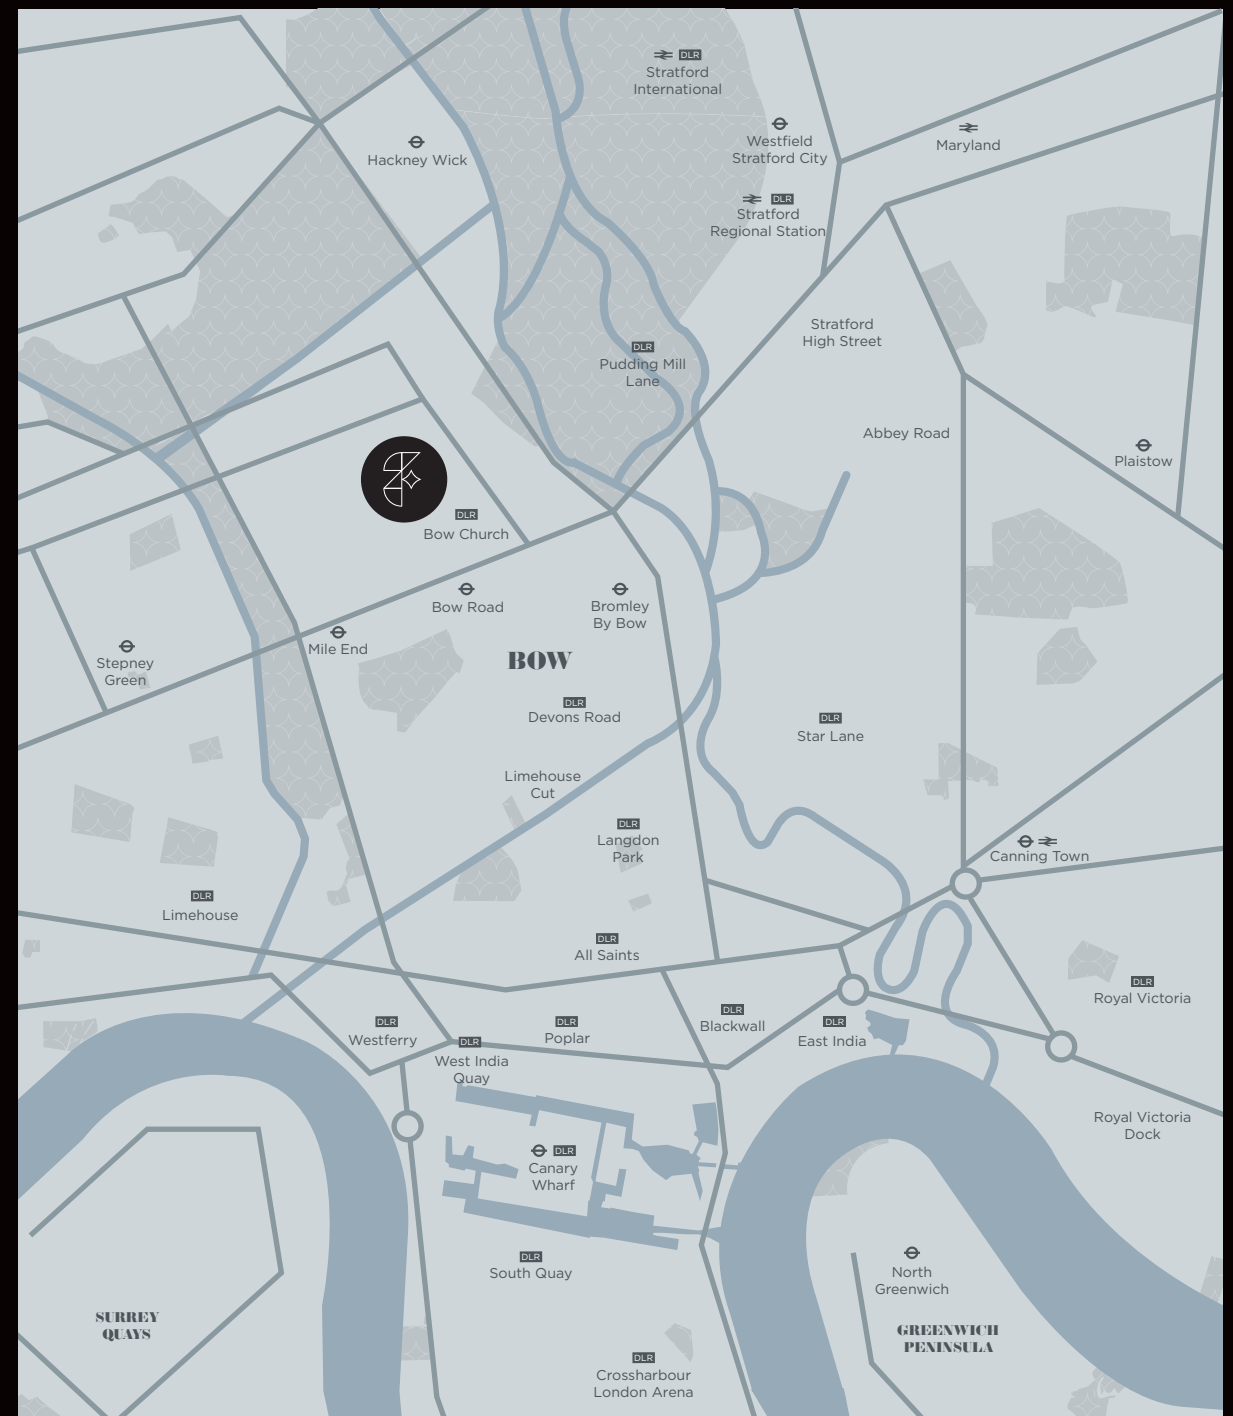 DLR
Stratford
International
Westfield
Stratford City
Maryland
Hackney Wick
DLR
Stratford
Regional Station
Stratford
High Street
DLR
Pudding Mill
Lane
Abbey Road
Plaistow
DLR
Bow Church
Bow Road
Bromley
By Bow
Mile End
Stepney
Green
BOW
DLR
Devons Road
DLR
Star Lane
Limehouse
Cut
DLR
Langdon
Park
Canning Town
DLR
Limehouse
DLR
All Saints
DLR
Royal Victoria
DLR
Westferry
DLR
West India
Quay
DLR
Poplar
DLR
Blackwall
DLR
East India
Royal Victoria
Dock
DLR
Canary
Wharf
DLR
South Quay
North
Greenwich
SURREY
QUAYS
GREENWICH
PENINSULA
DLR
Crossharbour
London Arena